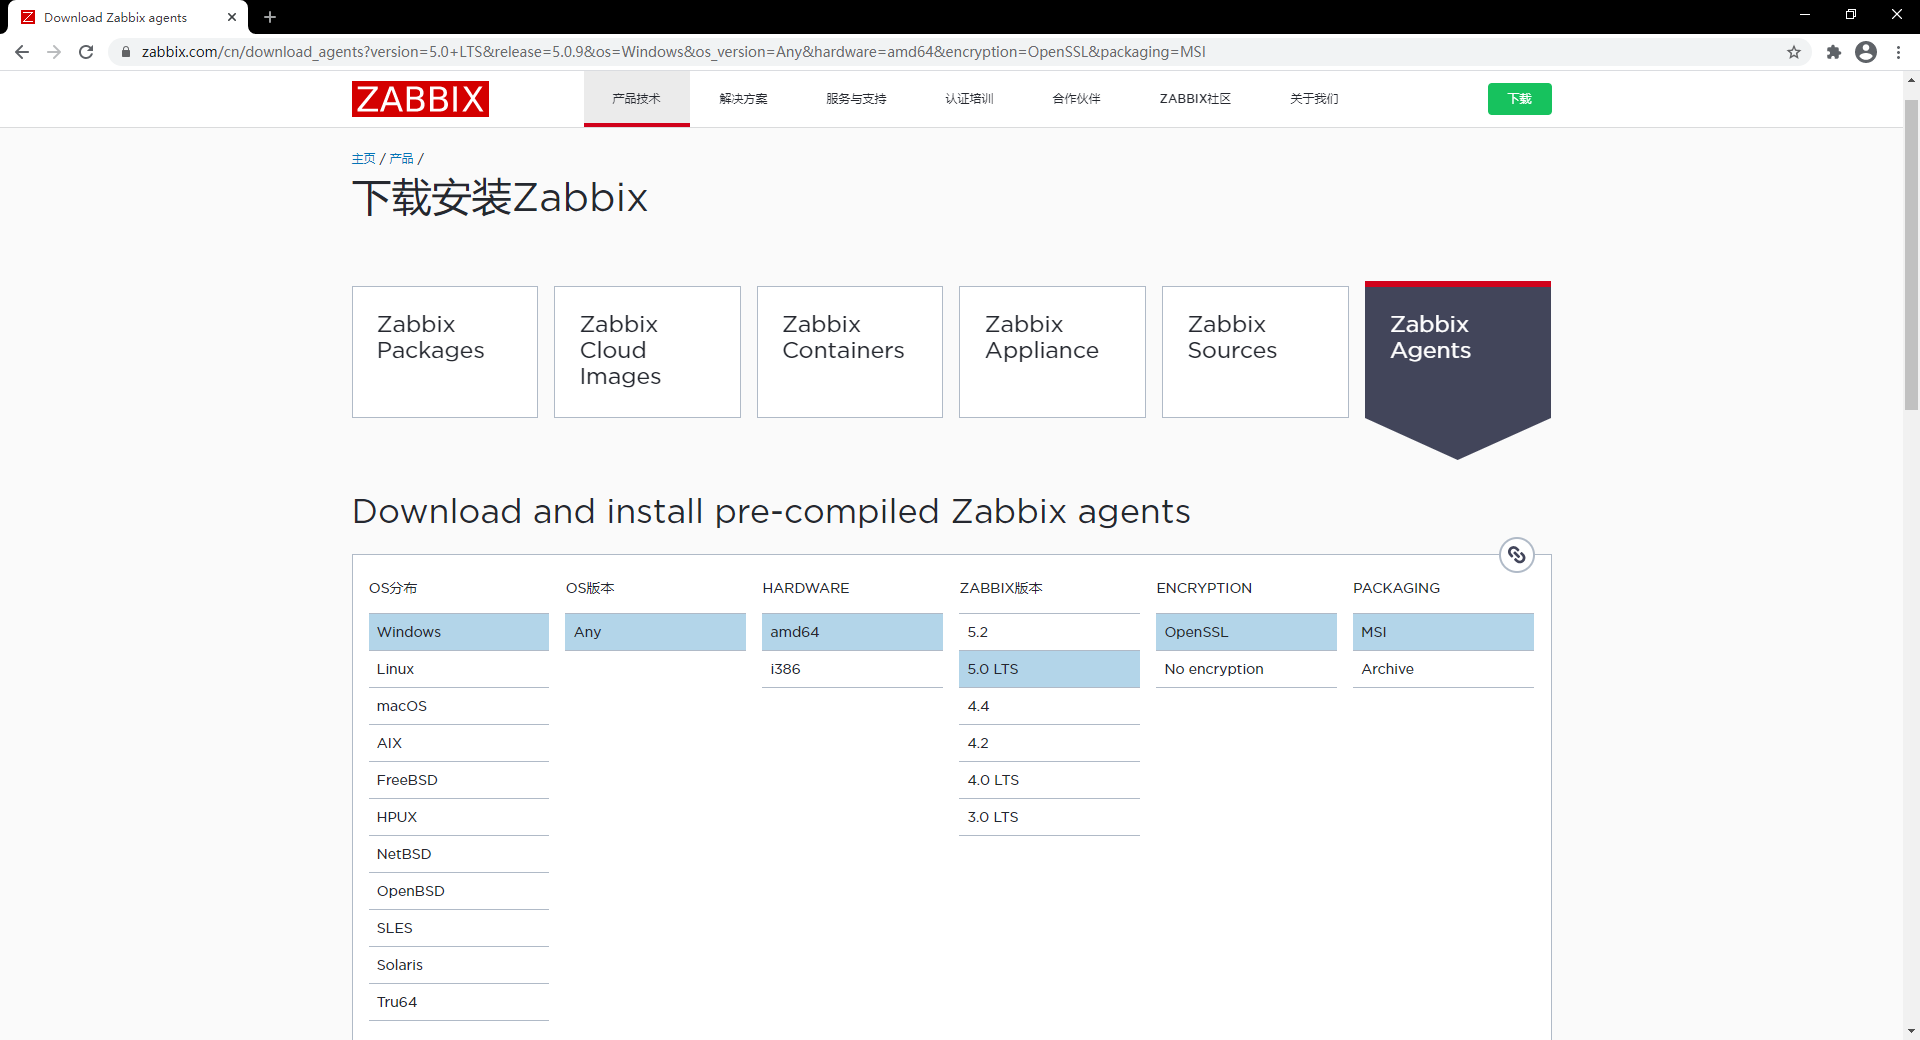 Download Zabbix agents
zabbix.com/cn/download_agents?version=5.0+LTS&release=5.0.9&os=Windows&os_version=Any&hardware=amd64&encryption=OpenSSL&packaging=MSI
ZABBIX 产品技术 解决方案 服务与支持 认证培训 合作伙伴 ZABBIX社区 关于我们 下载
主页 / 产品 /
下载安装Zabbix
Zabbix
Packages
Zabbix
Cloud
Images
Zabbix
Containers
Zabbix
Appliance
Zabbix
Sources
Zabbix
Agents
Download and install pre-compiled Zabbix agents
OS分布 OS版本 HARDWARE ZABBIX版本 ENCRYPTION PACKAGING
Windows Any amd64 5.2 OpenSSL MSI
Linux i386 5.0 LTS No encryption Archive
macOS 4.4
AIX 4.2
FreeBSD 4.0 LTS
HPUX 3.0 LTS
NetBSD
OpenBSD
SLES
Solaris
Tru64